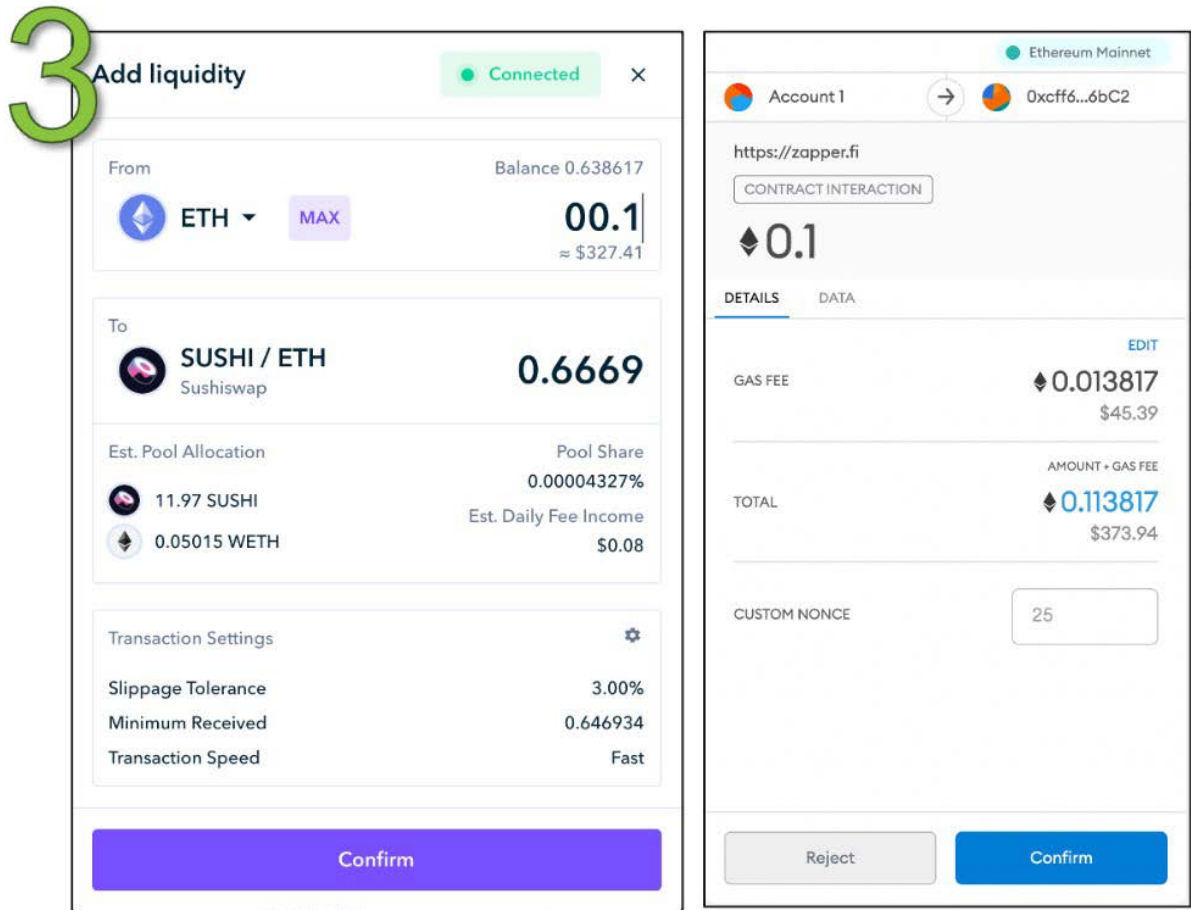 3
Add liquidity
Connected
×
From
Balance 0.638617
ETH
MAX
00.1
≈ $327.41
To
SUSHI / ETH
Sushiswap
0.6669
Est. Pool Allocation
Pool Share
11.97 SUSHI
0.00004327%
Est. Daily Fee Income
0.05015 WETH
$0.08
Transaction Settings
Slippage Tolerance 3.00%
Minimum Received 0.646934
Transaction Speed Fast
Confirm
Ethereum Mainnet
Account 1
0xcff6...6bC2
https://zapper.fi
CONTRACT INTERACTION
0.1
DETAILS DATA
EDIT
GAS FEE
0.013817
$45.39
AMOUNT + GAS FEE
TOTAL
0.113817
$373.94
CUSTOM NONCE
25
Reject
Confirm